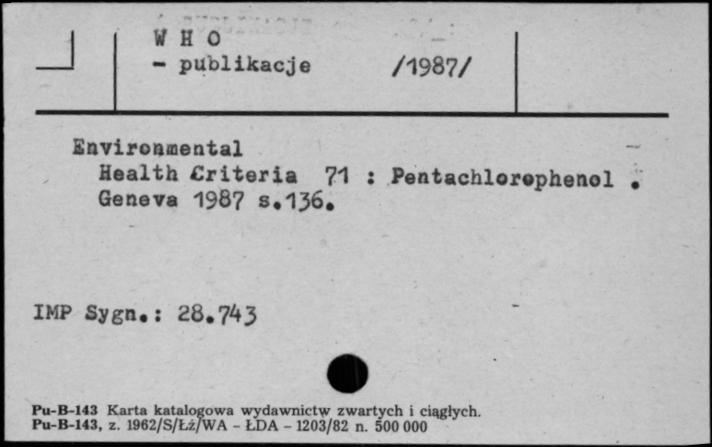 W H O
- publikacje /1987/
Environmental
Health Criteria 71 : Pentachlorophenol .
Geneva 1987 s.136.
IMP Sygn.: 28.743
Pu-B-143 Karta katalogowa wydawnictw zwartych i ciągłych.
Pu-B-143, z. 1962/S/Łż/WA - ŁDA - 1203/82 n. 500 000